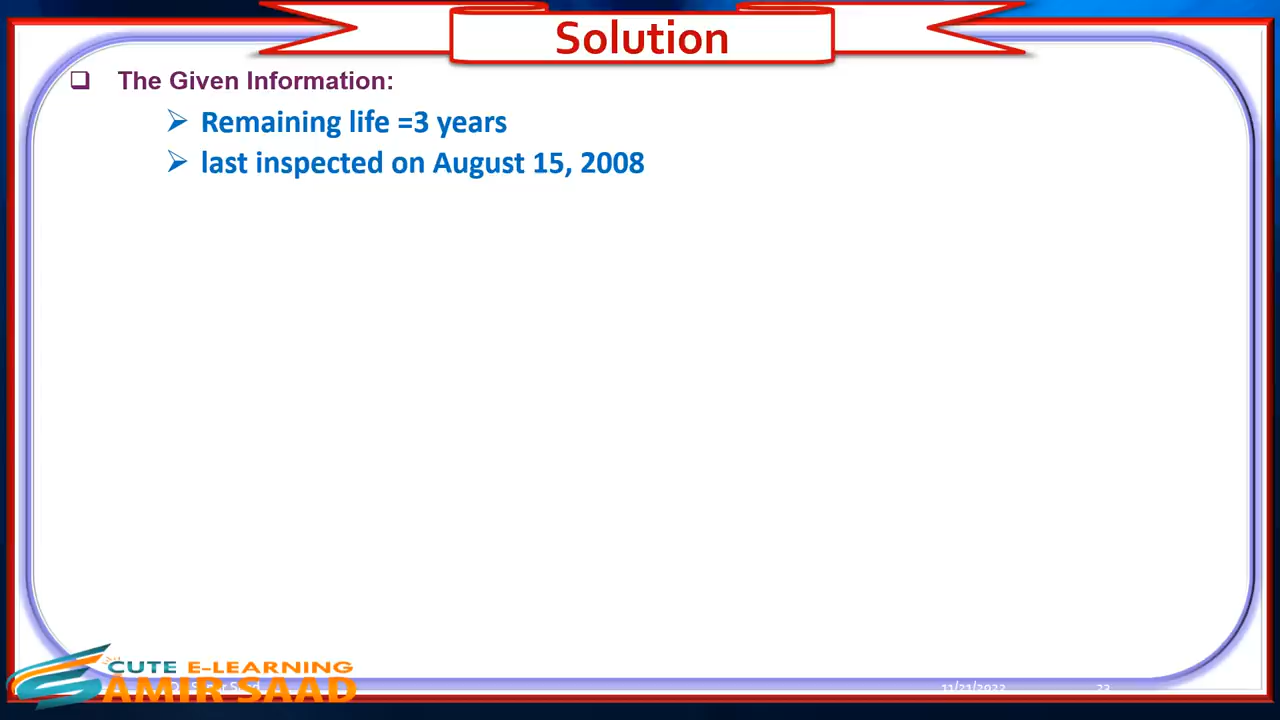 Solution
❑ The Given Information:
➢ Remaining life =3 years
➢ last inspected on August 15, 2008
CUTE E-LEARNING
AMIR SAAD
11/21/2022
23